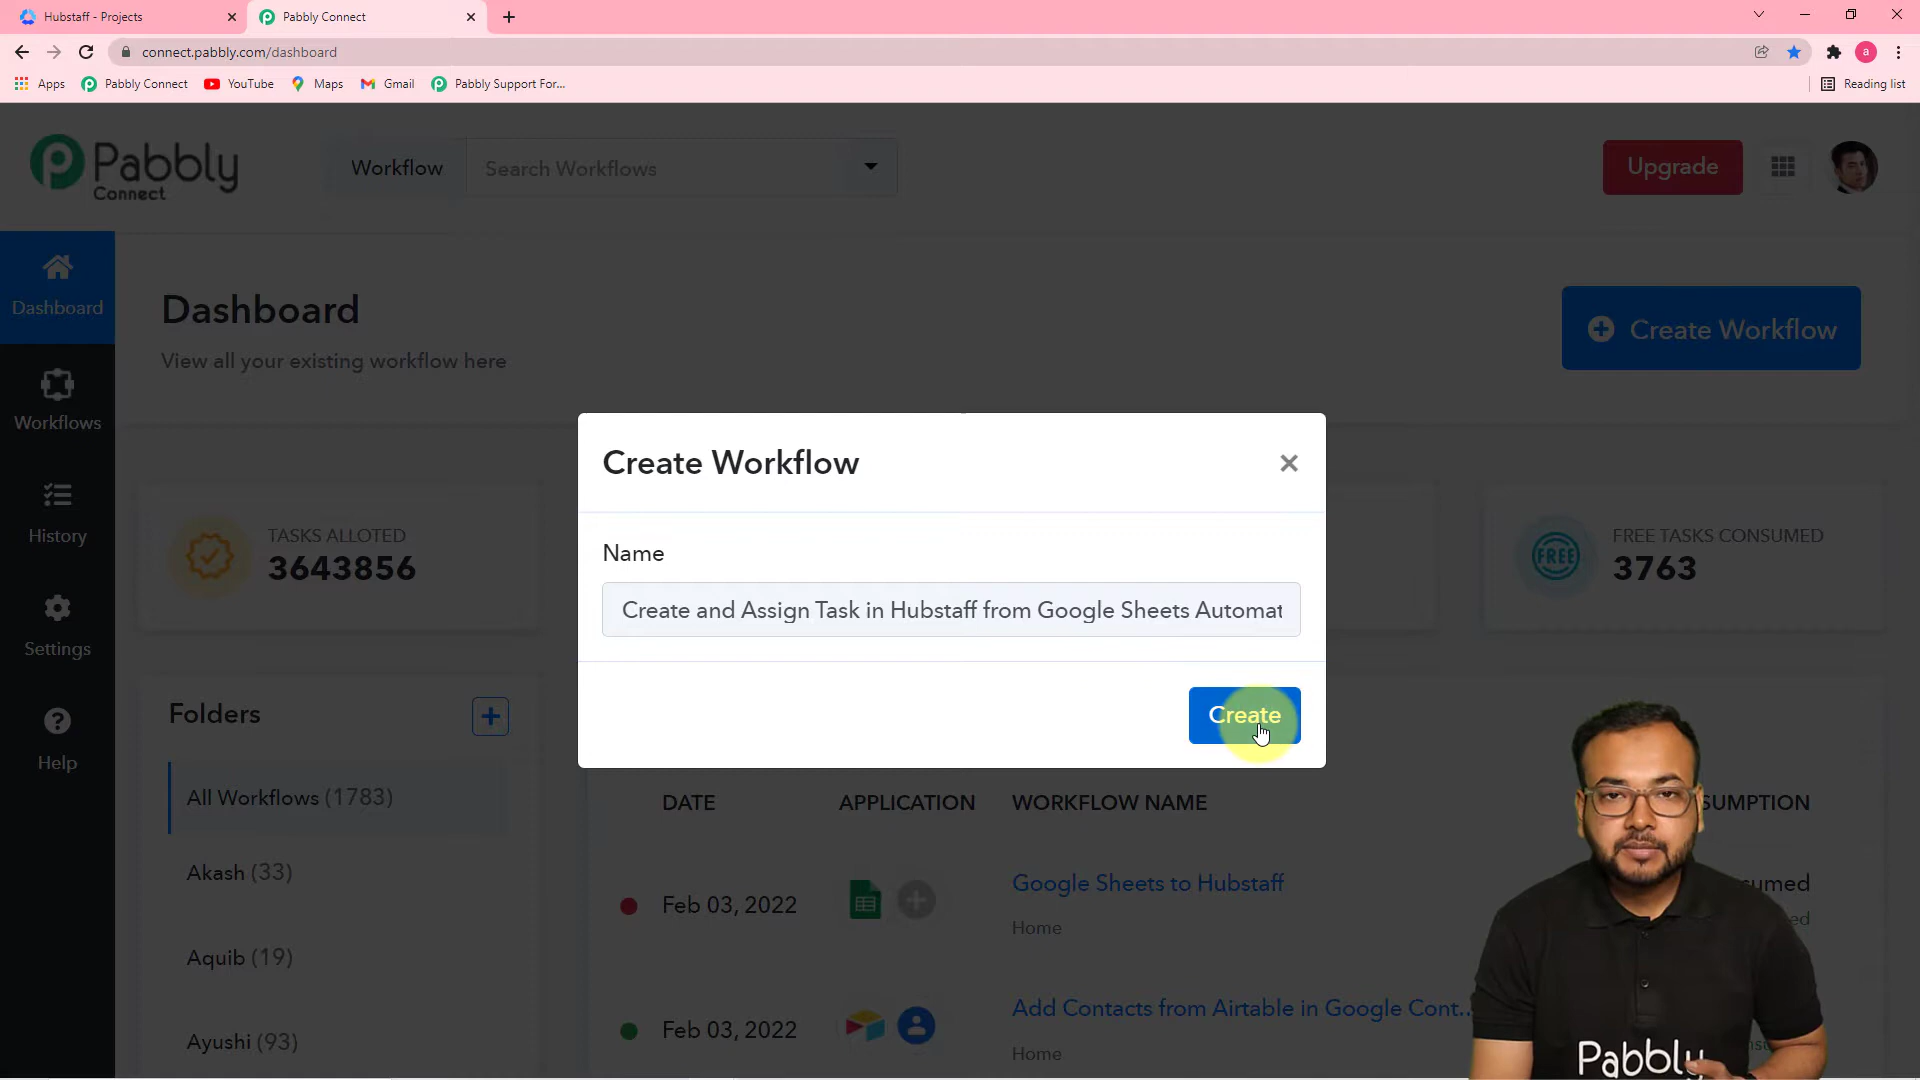 Hubstaff - Projects
Pabbly Connect
connect.pabbly.com/dashboard
a
Apps
Pabbly Connect
YouTube
Maps
Gmail
Pabbly Support For...
Reading list
Pabbly
Connect
Workflow
Search Workflows
Upgrade
Dashboard
Workflows
History
Settings
Help
Dashboard
View all your existing workflow here
Create Workflow
TASKS ALLOTED
3643856
FREE
FREE TASKS CONSUMED
3763
Create Workflow
Name
Create and Assign Task in Hubstaff from Google Sheets Automat
Create
Folders
All Workflows (1783)
Akash (33)
Aquib (19)
Ayushi (93)
DATE
APPLICATION
WORKFLOW NAME
SUMPTION
Feb 03, 2022
Google Sheets to Hubstaff
Home
sumed
ed
Feb 03, 2022
Add Contacts from Airtable in Google Cont...
Home
Pabbly